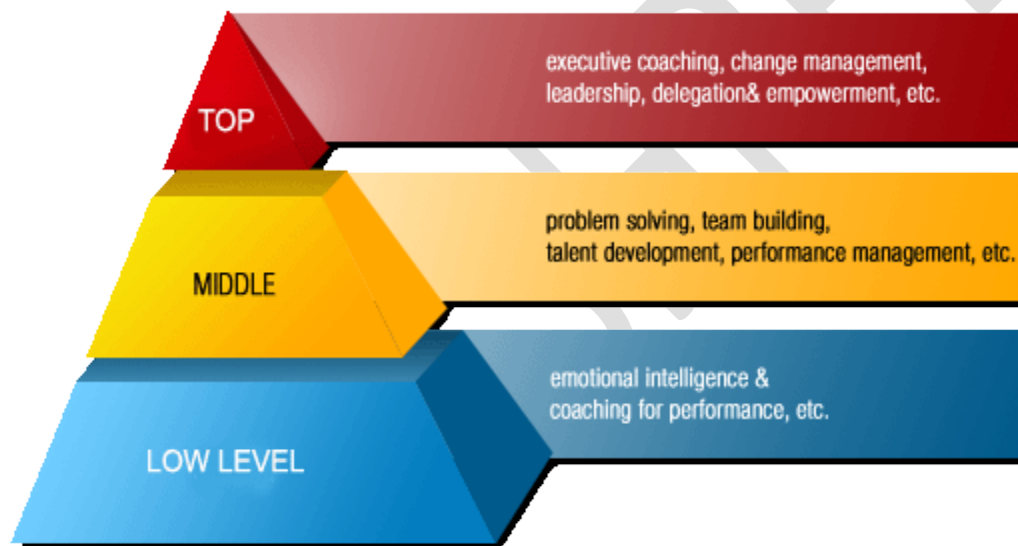 TOP
executive coaching, change management,
leadership, delegation& empowerment, etc.
MIDDLE
problem solving, team building,
talent development, performance management, etc.
LOW LEVEL
emotional intelligence &
coaching for performance, etc.